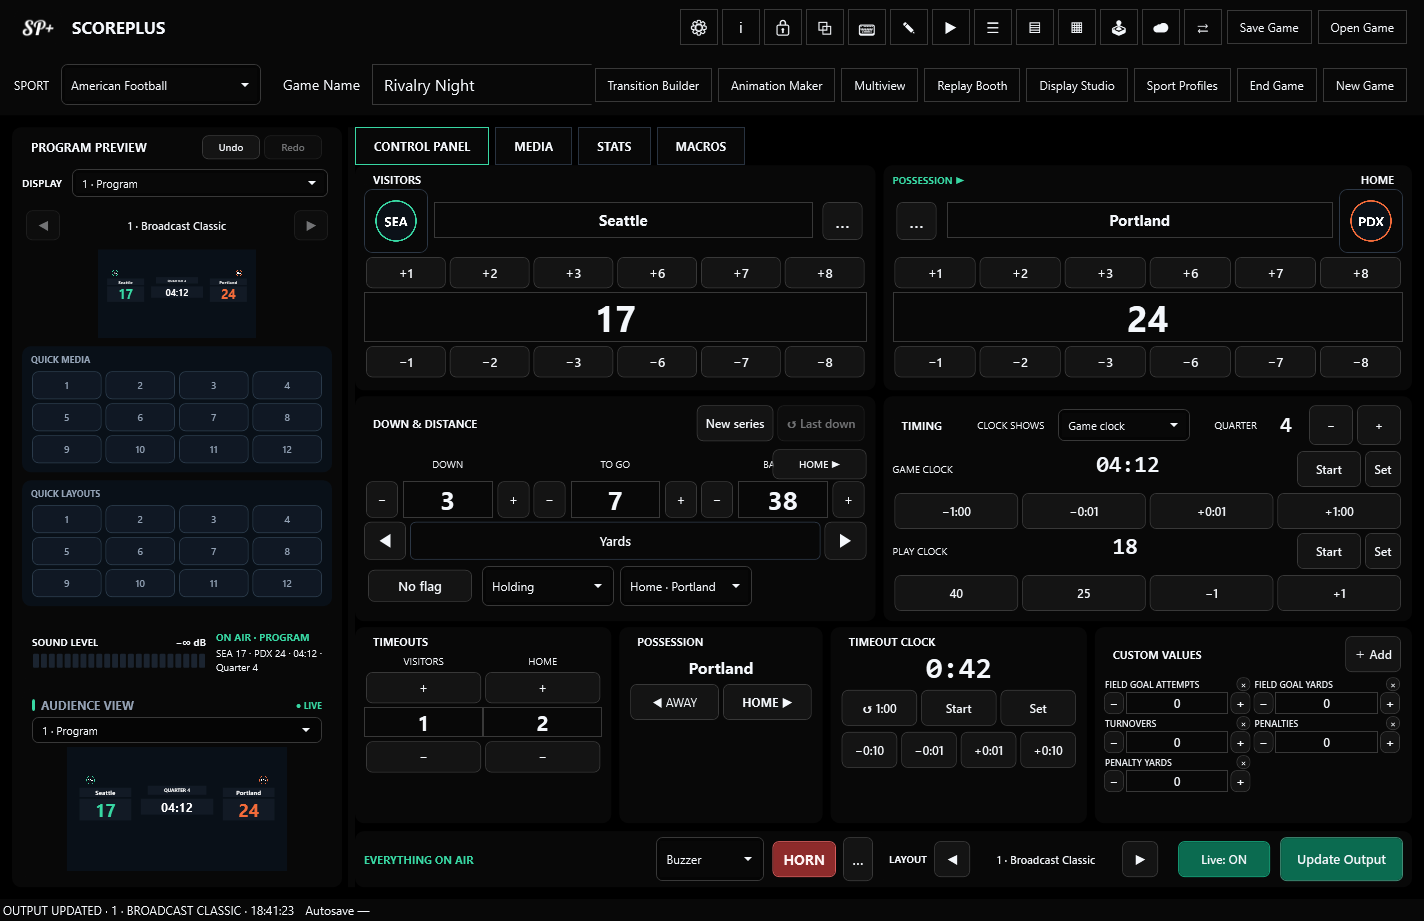 SP+ SCOREPLUS
i
Save Game
Open Game
SPORT
American Football
Game Name
Rivalry Night
Transition Builder
Animation Maker
Multiview
Replay Booth
Display Studio
Sport Profiles
End Game
New Game
PROGRAM PREVIEW
Undo
Redo
DISPLAY
1 · Program
◀
1 · Broadcast Classic
▶
Seattle
17
QUARTER 4
04:12
Portland
24
QUICK MEDIA
1 2 3 4
5 6 7 8
9 10 11 12
QUICK LAYOUTS
1 2 3 4
5 6 7 8
9 10 11 12
SOUND LEVEL
−∞ dB
ON AIR · PROGRAM
SEA 17 · PDX 24 · 04:12 ·
Quarter 4
AUDIENCE VIEW
• LIVE
1 · Program
Seattle
17
QUARTER 4
04:12
Portland
24
CONTROL PANEL
MEDIA
STATS
MACROS
VISITORS
SEA
Seattle
...
+1 +2 +3 +6 +7 +8
17
−1 −2 −3 −6 −7 −8
POSSESSION ▶
HOME
...
Portland
PDX
+1 +2 +3 +6 +7 +8
24
−1 −2 −3 −6 −7 −8
DOWN & DISTANCE
New series
↺ Last down
DOWN
TO GO
BA
HOME ▶
− 3 +
− 7 +
− 38 +
◀
Yards
▶
No flag
Holding
Home · Portland
TIMING
CLOCK SHOWS
Game clock
QUARTER
4
−
+
GAME CLOCK
04:12
Start
Set
−1:00 −0:01 +0:01 +1:00
PLAY CLOCK
18
Start
Set
40 25 −1 +1
TIMEOUTS
VISITORS
HOME
+ +
1 2
− −
POSSESSION
Portland
◀ AWAY
HOME ▶
TIMEOUT CLOCK
0:42
↺ 1:00
Start
Set
−0:10 −0:01 +0:01 +0:10
CUSTOM VALUES
+ Add
FIELD GOAL ATTEMPTS × FIELD GOAL YARDS ×
− 0 + − 0 +
TURNOVERS × PENALTIES ×
− 0 + − 0 +
PENALTY YARDS ×
− 0 +
EVERYTHING ON AIR
Buzzer
HORN
...
LAYOUT
◀
1 · Broadcast Classic
▶
Live: ON
Update Output
OUTPUT UPDATED · 1 · BROADCAST CLASSIC · 18:41:23 Autosave —